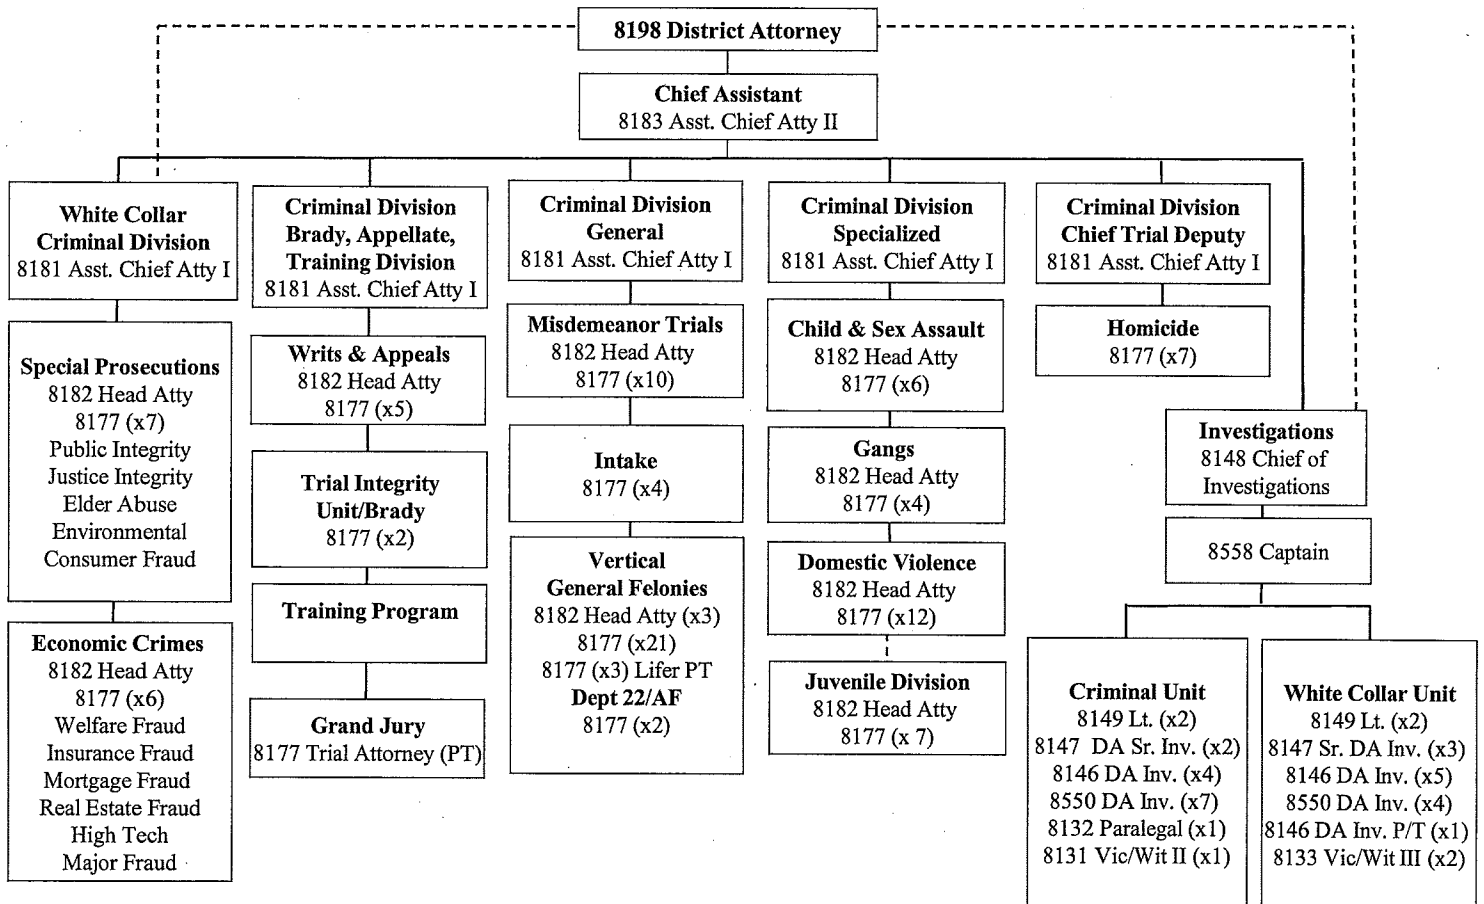 8198 District Attorney
Chief Assistant
8183 Asst. Chief Atty II
White Collar
Criminal Division
8181 Asst. Chief Atty I
Special Prosecutions
8182 Head Atty
8177 (x7)
Public Integrity
Justice Integrity
Elder Abuse
Environmental
Consumer Fraud
Economic Crimes
8182 Head Atty
8177 (x6)
Welfare Fraud
Insurance Fraud
Mortgage Fraud
Real Estate Fraud
High Tech
Major Fraud
Criminal Division
Brady, Appellate,
Training Division
8181 Asst. Chief Atty I
Writs & Appeals
8182 Head Atty
8177 (x5)
Trial Integrity
Unit/Brady
8177 (x2)
Training Program
Grand Jury
8177 Trial Attorney (PT)
Criminal Division
General
8181 Asst. Chief Atty I
Misdemeanor Trials
8182 Head Atty
8177 (x10)
Intake
8177 (x4)
Vertical
General Felonies
8182 Head Atty (x3)
8177 (x21)
8177 (x3) Lifer PT
Dept 22/AF
8177 (x2)
Criminal Division
Specialized
8181 Asst. Chief Atty I
Child & Sex Assault
8182 Head Atty
8177 (x6)
Gangs
8182 Head Atty
8177 (x4)
Domestic Violence
8182 Head Atty
8177 (x12)
Juvenile Division
8182 Head Atty
8177 (x 7)
Criminal Division
Chief Trial Deputy
8181 Asst. Chief Atty I
Homicide
8177 (x7)
Investigations
8148 Chief of
Investigations
8558 Captain
Criminal Unit
8149 Lt. (x2)
8147 DA Sr. Inv. (x2)
8146 DA Inv. (x4)
8550 DA Inv. (x7)
8132 Paralegal (x1)
8131 Vic/Wit II (x1)
White Collar Unit
8149 Lt. (x2)
8147 Sr. DA Inv. (x3)
8146 DA Inv. (x5)
8550 DA Inv. (x4)
8146 DA Inv. P/T (x1)
8133 Vic/Wit III (x2)